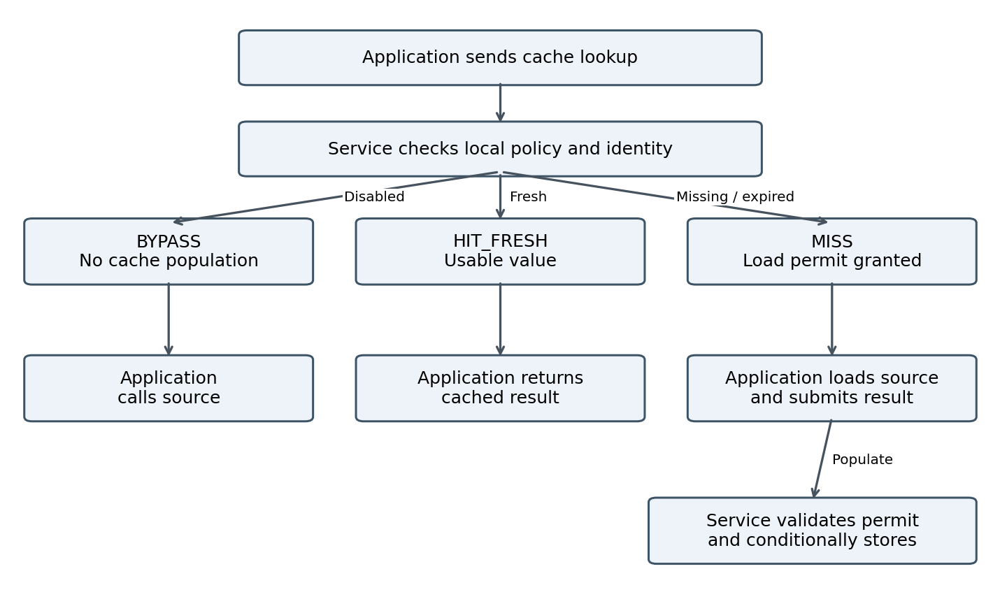 Application sends cache lookup
Service checks local policy and identity
Disabled
Fresh
Missing / expired
BYPASS
No cache population
HIT_FRESH
Usable value
MISS
Load permit granted
Application
calls source
Application returns
cached result
Application loads source
and submits result
Populate
Service validates permit
and conditionally stores